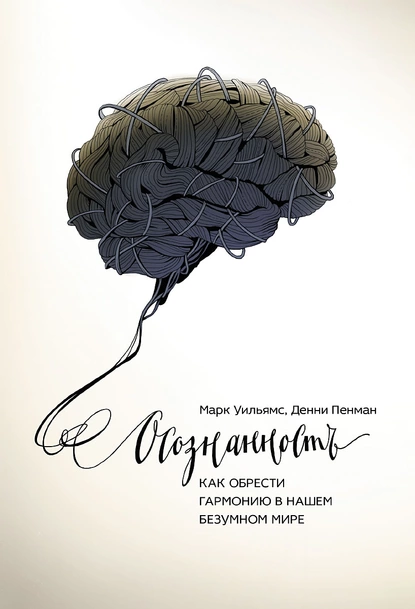 Марк Уильямс, Денни Пенман
Осознанность
КАК ОБРЕСТИ
ГАРМОНИЮ В НАШЕМ
БЕЗУМНОМ МИРЕ